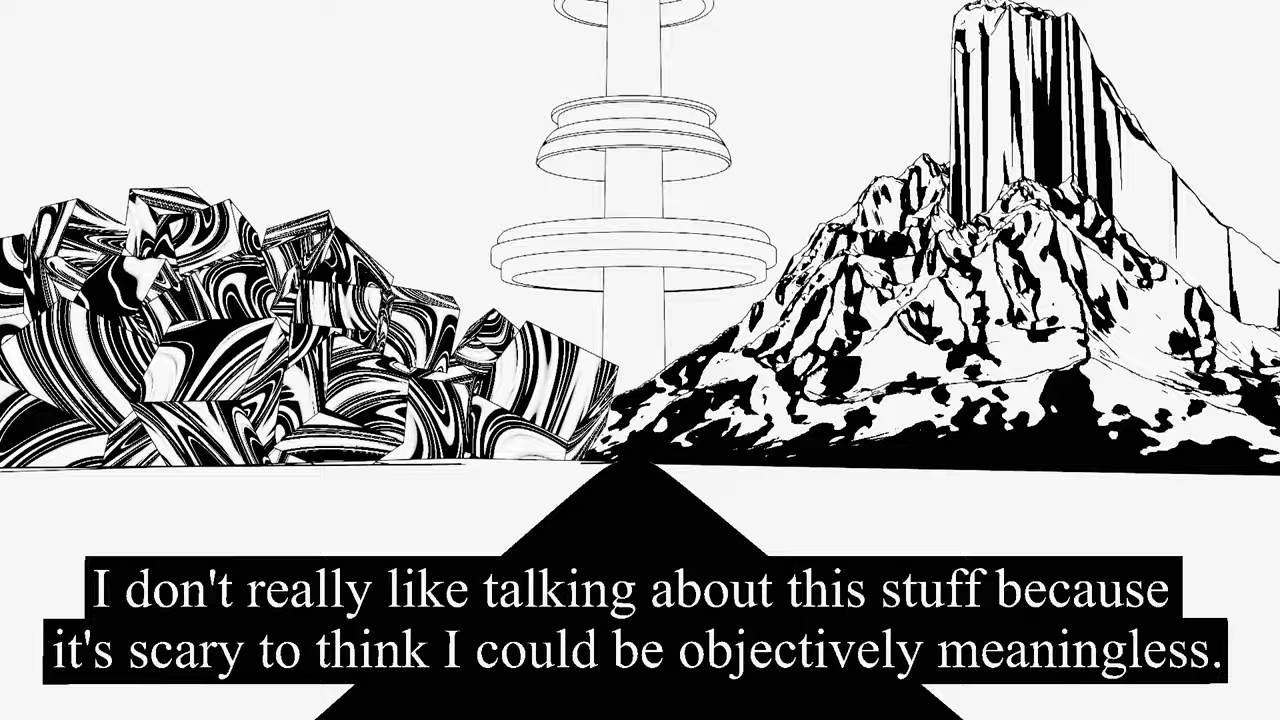 I don't really like talking about this stuff because
it's scary to think I could be objectively meaningless.